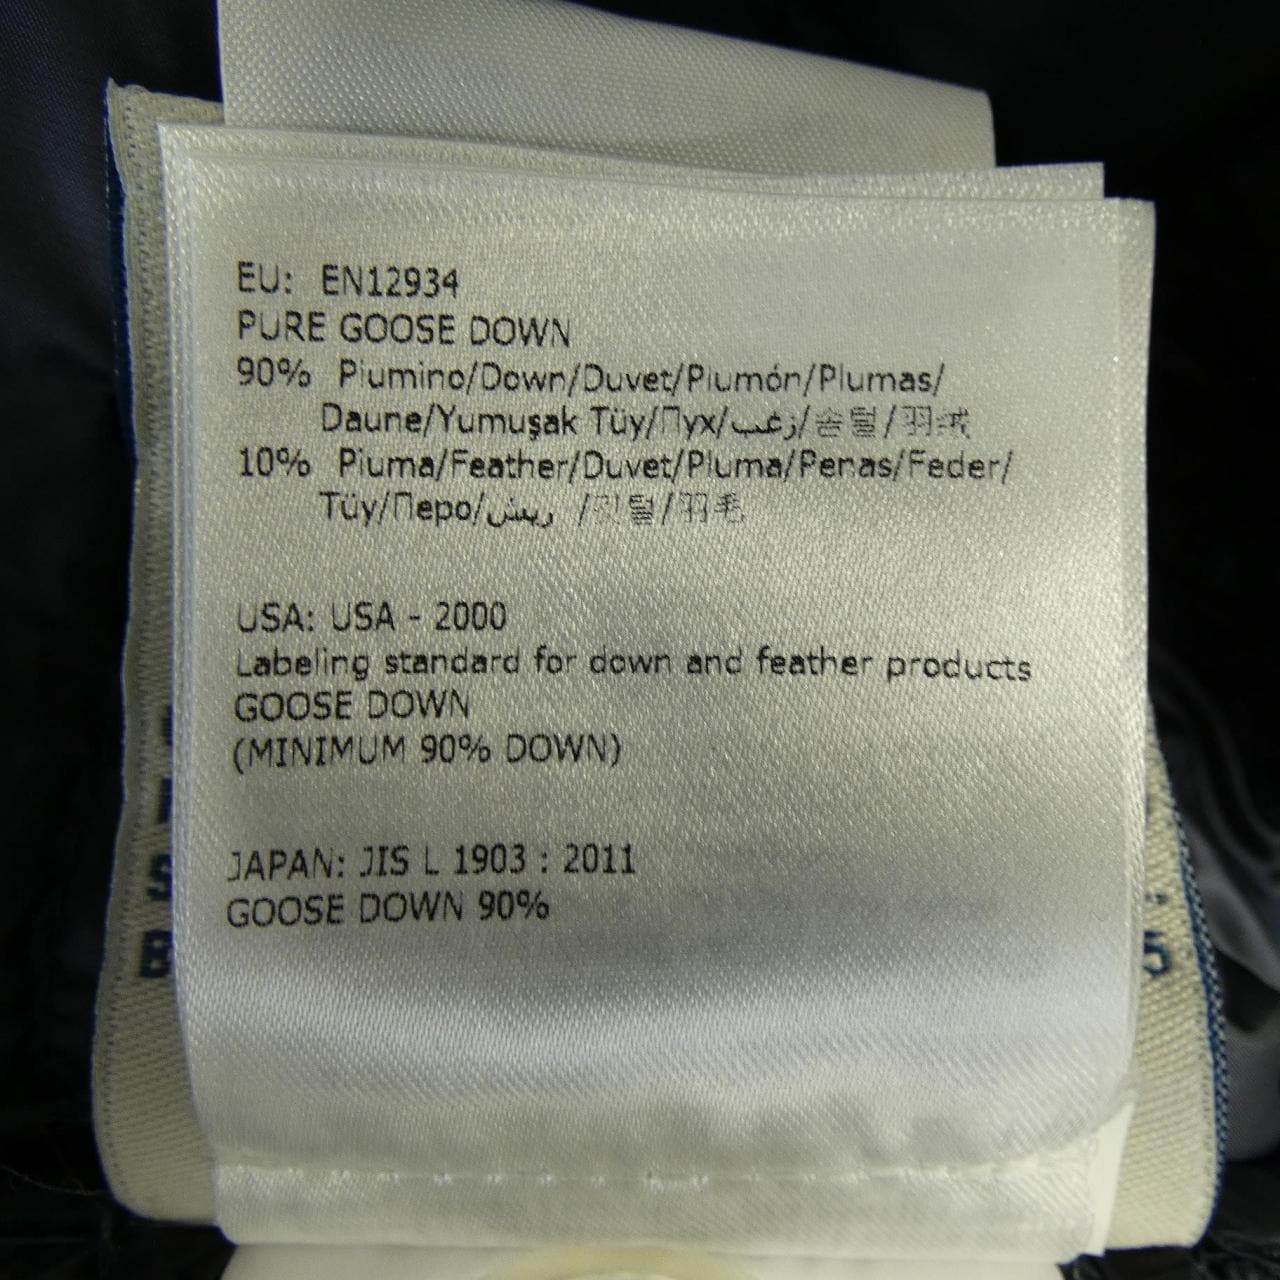 EU: EN12934
PURE GOOSE DOWN
90% Piumino/Down/Duvet/Plumón/Plumas/
Daune/Yumuşak Tüy/Пух/زغب/솜털/羽绒
10% Piuma/Feather/Duvet/Pluma/Penas/Feder/
Tüy/Перо/ريش /깃털/羽毛
USA: USA - 2000
Labeling standard for down and feather products
GOOSE DOWN
(MINIMUM 90% DOWN)
JAPAN: JIS L 1903 : 2011
GOOSE DOWN 90%